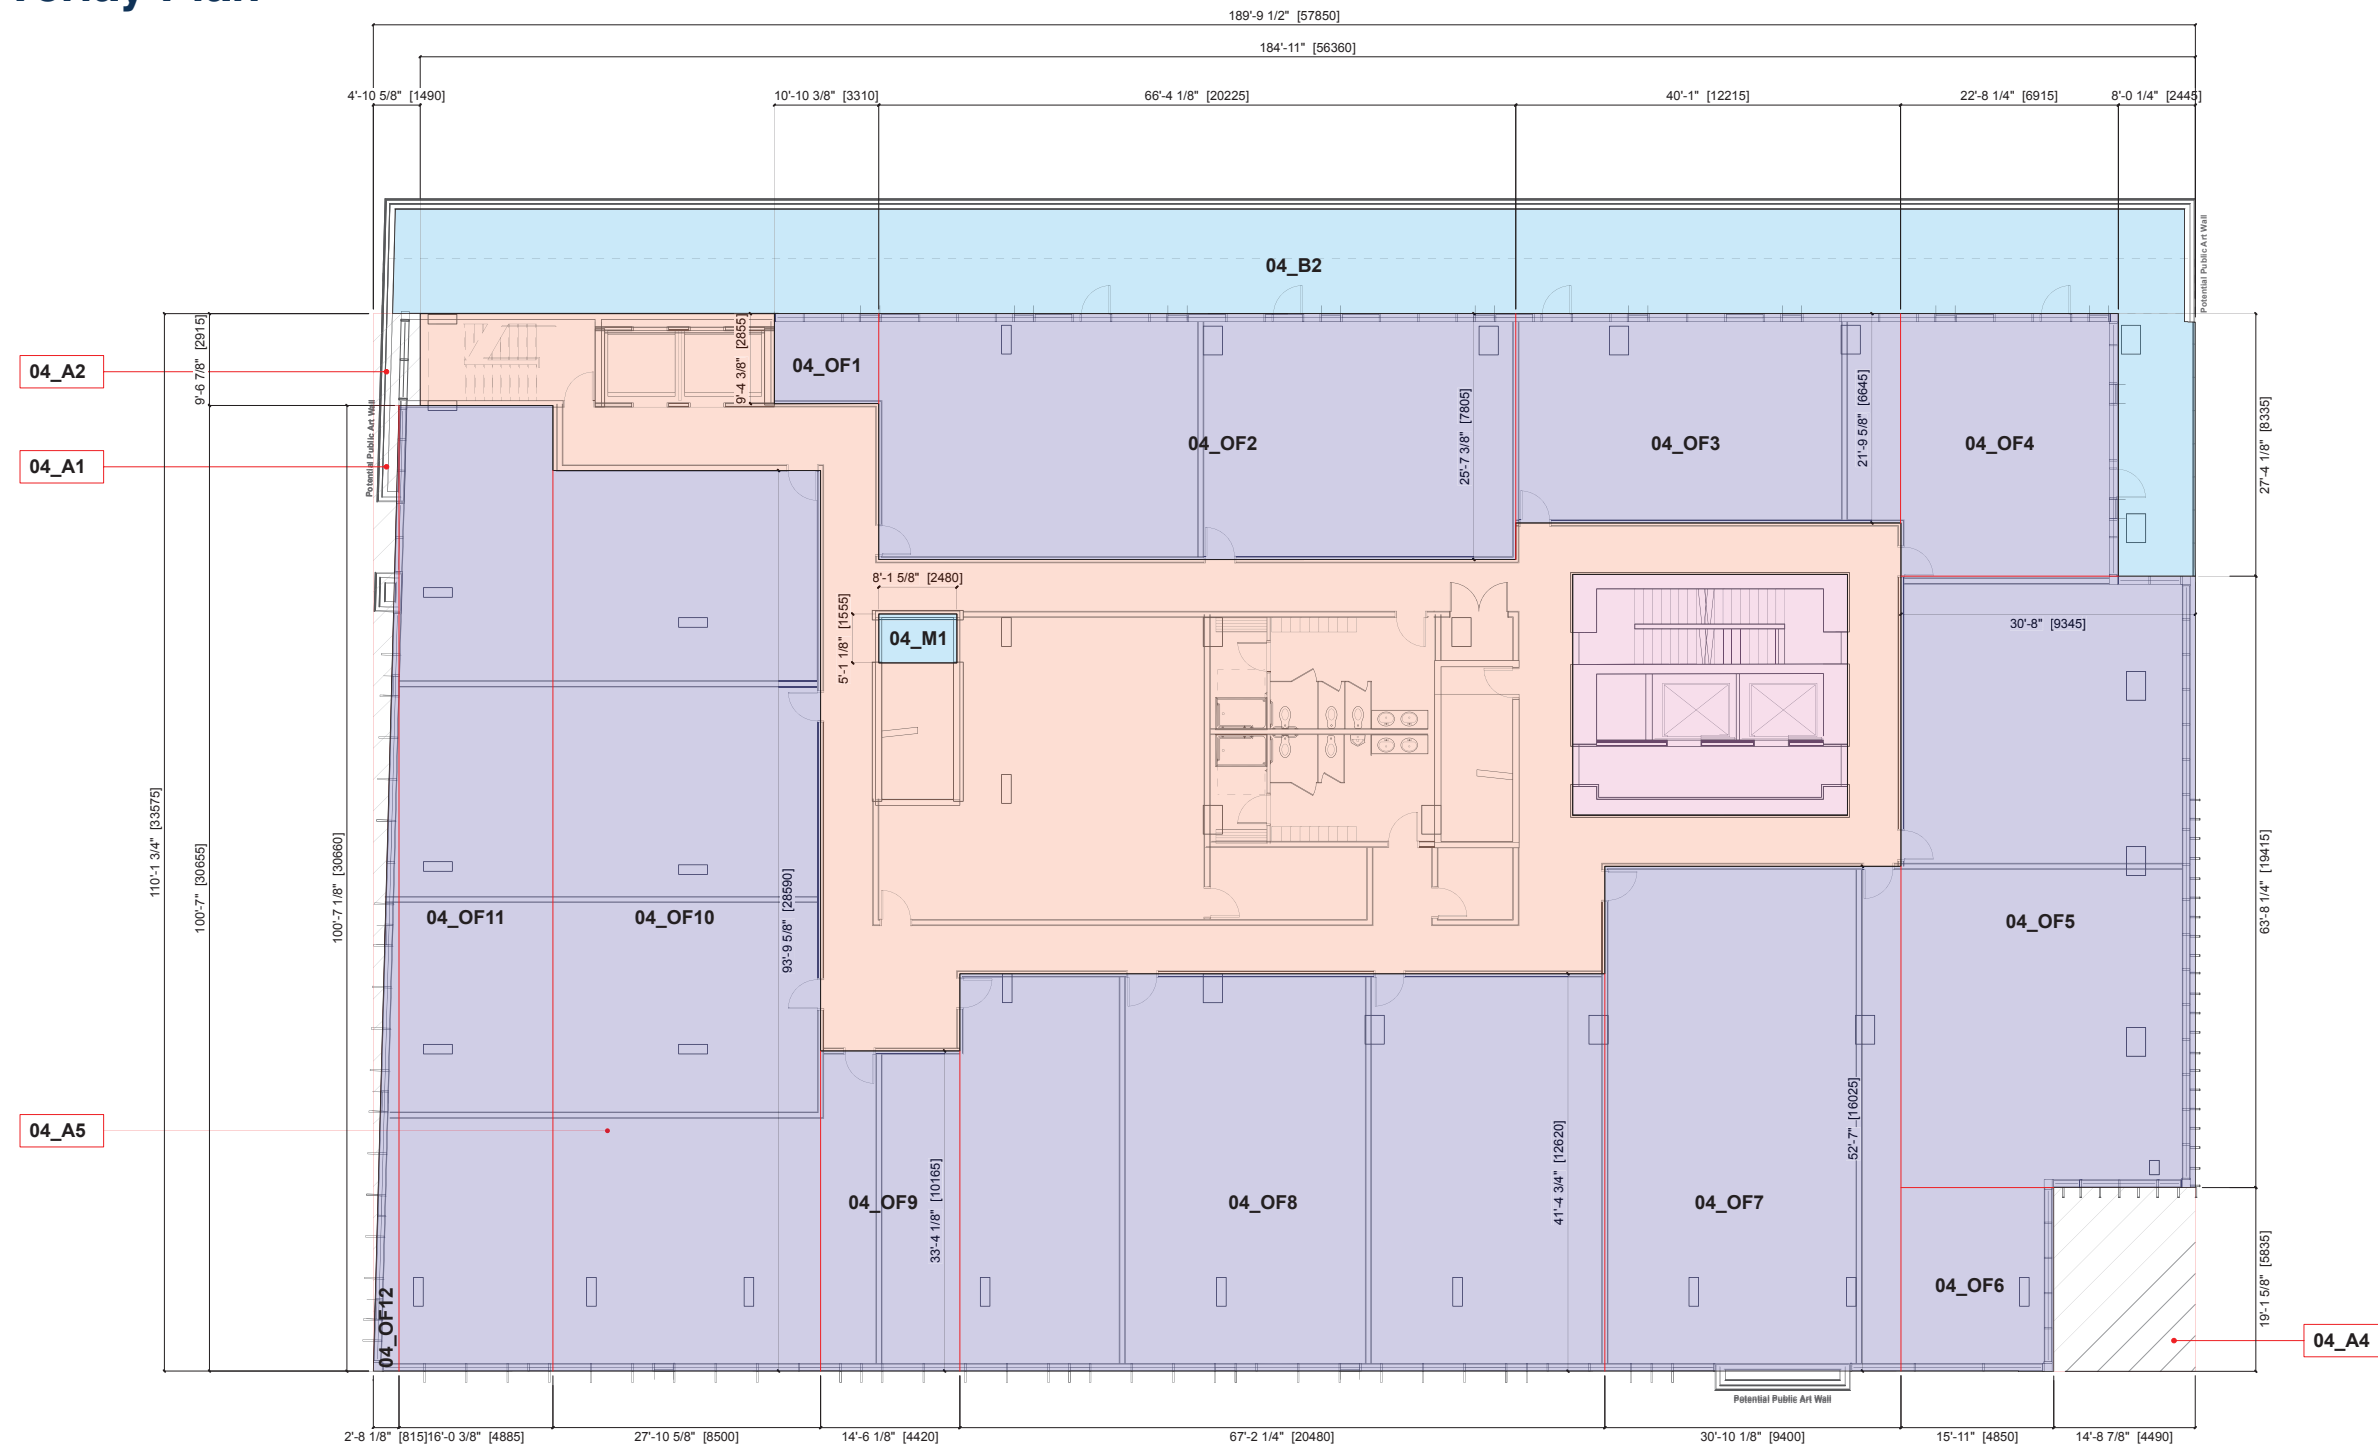 189'-9 1/2" [57850]
184'-11" [56360]
4'-10 5/8" [1490]
10'-10 3/8" [3310]
66'-4 1/8" [20225]
40'-1" [12215]
22'-8 1/4" [6915]
8'-0 1/4" [2445]
Potential Public Art Wall
04_B2
9'-6 7/8" [2915]
9'-4 3/8" [2855]
04_A2
04_OF1
Potential Public Art Wall
04_A1
04_OF2
25'-7 3/8" [7805]
04_OF3
21'-9 5/8" [6645]
04_OF4
27'-4 1/8" [8335]
8'-1 5/8" [2480]
5'-1 1/8" [1555]
04_M1
30'-8" [9345]
110'-1 3/4" [33575]
100'-7" [30655]
100'-7 1/8" [30660]
04_OF11
04_OF10
93'-9 5/8" [28590]
04_OF5
63'-8 1/4" [19415]
04_A5
04_OF9
33'-4 1/8" [10165]
04_OF8
41'-4 3/4" [12620]
04_OF7
52'-7" [16025]
04_OF6
19'-1 5/8" [5835]
04_OF12
04_A4
Potential Public Art Wall
2'-8 1/8" [815]
16'-0 3/8" [4885]
27'-10 5/8" [8500]
14'-6 1/8" [4420]
67'-2 1/4" [20480]
30'-10 1/8" [9400]
15'-11" [4850]
14'-8 7/8" [4490]